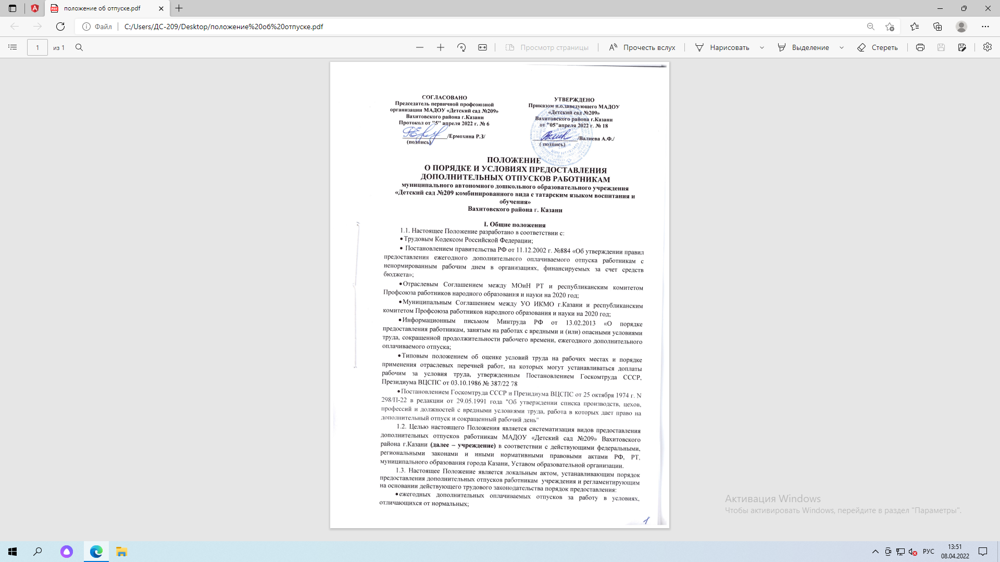 положение об отпуске.pdf
Файл
C:/Users/ДС-209/Desktop/положение%20об%20отпуске.pdf
1
из 1
Просмотр страницы
Прочесть вслух
Нарисовать
Выделение
Стереть
СОГЛАСОВАНО
Председатель первичной профсоюзной
организации МАДОУ «Детский сад №209»
Вахитовского района г.Казани
Протокол от "5" апреля 2022 г. № 6
/Ермохина Р.З/
(подпись)
УТВЕРЖДЕНО
Приказом и.о.заведующего МАДОУ
«Детский сад №209»
Вахитовского района г.Казани
от "05"апреля 2022 г. № 18
/Валиева А.Ф./
( подпись)
ПОЛОЖЕНИЕ
О ПОРЯДКЕ И УСЛОВИЯХ ПРЕДОСТАВЛЕНИЯ
ДОПОЛНИТЕЛЬНЫХ ОТПУСКОВ РАБОТНИКАМ
муниципального автономного дошкольного образовательного учреждения
«Детский сад №209 комбинированного вида с татарским языком воспитания и
обучения»
Вахитовского района г. Казани
I. Общие положения
1.1. Настоящее Положение разработано в соответствии с:
• Трудовым Кодексом Российской Федерации;
• Постановлением правительства РФ от 11.12.2002 г. №884 «Об утверждении правил
предоставления ежегодного дополнительного оплачиваемого отпуска работникам с
ненормированным рабочим днем в организациях, финансируемых за счет средств
бюджета»;
• Отраслевым Соглашением между МОиН РТ и республиканским комитетом
Профсоюза работников народного образования и науки на 2020 год;
• Муниципальным Соглашением между УО ИКМО г.Казани и республиканским
комитетом Профсоюза работников народного образования и науки на 2020 год;
• Информационным письмом Минтруда РФ от 13.02.2013 «О порядке
предоставления работникам, занятым на работах с вредными и (или) опасными условиями
труда, сокращенной продолжительности рабочего времени, ежегодного дополнительного
оплачиваемого отпуска;
• Типовым положением об оценке условий труда на рабочих местах и порядке
применения отраслевых перечней работ, на которых могут устанавливаться доплаты
рабочим за условия труда, утвержденным Постановлением Госкомтруда СССР,
Президиума ВЦСПС от 03.10.1986 № 387/22 78
• Постановлением Госкомтруда СССР и Президиума ВЦСПС от 25 октября 1974 г. N
298/П-22 в редакции от 29.05.1991 года "Об утверждении списка производств, цехов,
профессий и должностей с вредными условиями труда, работа в которых дает право на
дополнительный отпуск и сокращенный рабочий день"
1.2. Целью настоящего Положения является систематизация видов предоставления
дополнительных отпусков работникам МАДОУ «Детский сад №209» Вахитовского
района г.Казани (далее – учреждение) в соответствии с действующими федеральными,
региональными законами и иными нормативными правовыми актами РФ, РТ,
муниципального образования города Казани, Уставом образовательной организации.
1.3. Настоящее Положение является локальным актом, устанавливающим порядок
предоставления дополнительных отпусков работникам учреждения и регламентирующим
на основании действующего трудового законодательства порядок предоставления:
• ежегодных дополнительных оплачиваемых отпусков за работу в условиях,
отличающихся от нормальных;
1
Активация Windows
Чтобы активировать Windows, перейдите в раздел "Параметры".
РУС
13:51
08.04.2022